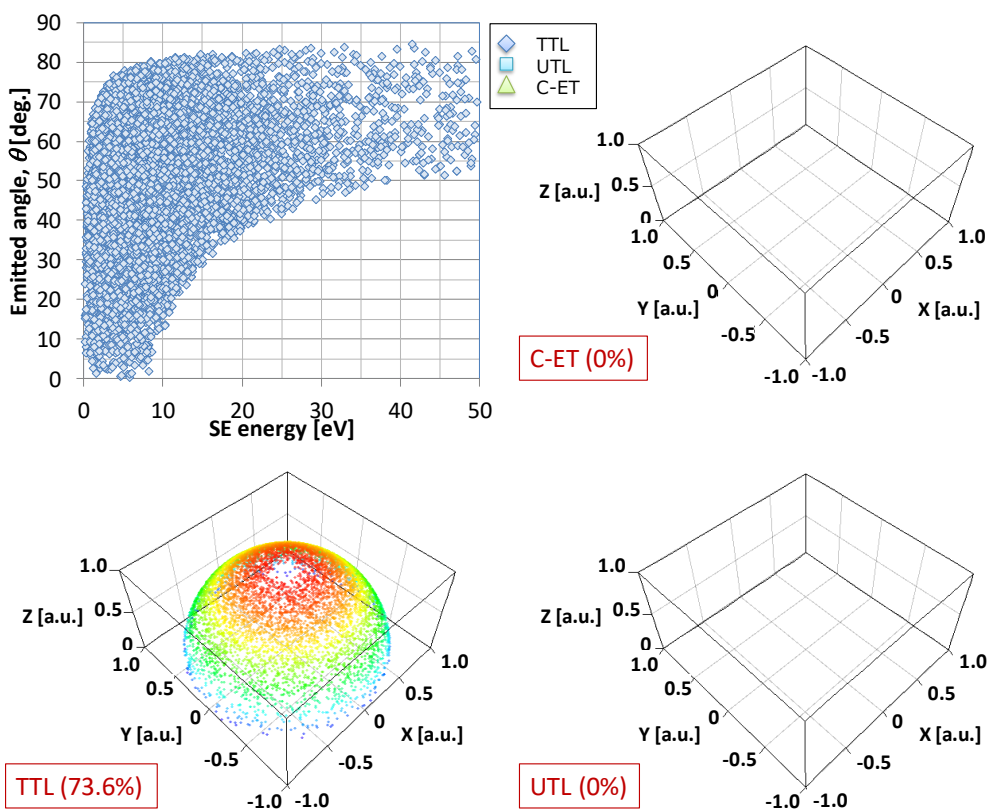 90
80
70
60
50
40
30
20
10
0
Emitted angle, θ [deg.]
0 10 20 30 40 50
SE energy [eV]
TTL
UTL
C-ET
1.0
Z [a.u.] 0.5
0
1.0 1.0
0.5 0.5
0 0
Y [a.u.] X [a.u.]
-0.5 -0.5
-1.0 -1.0
C-ET (0%)
1.0
Z [a.u.] 0.5
0
1.0 1.0
0.5 0.5
0 0
Y [a.u.] X [a.u.]
-0.5 -0.5
-1.0 -1.0
TTL (73.6%)
1.0
Z [a.u.] 0.5
0
1.0 1.0
0.5 0.5
0 0
Y [a.u.] X [a.u.]
-0.5 -0.5
-1.0 -1.0
UTL (0%)